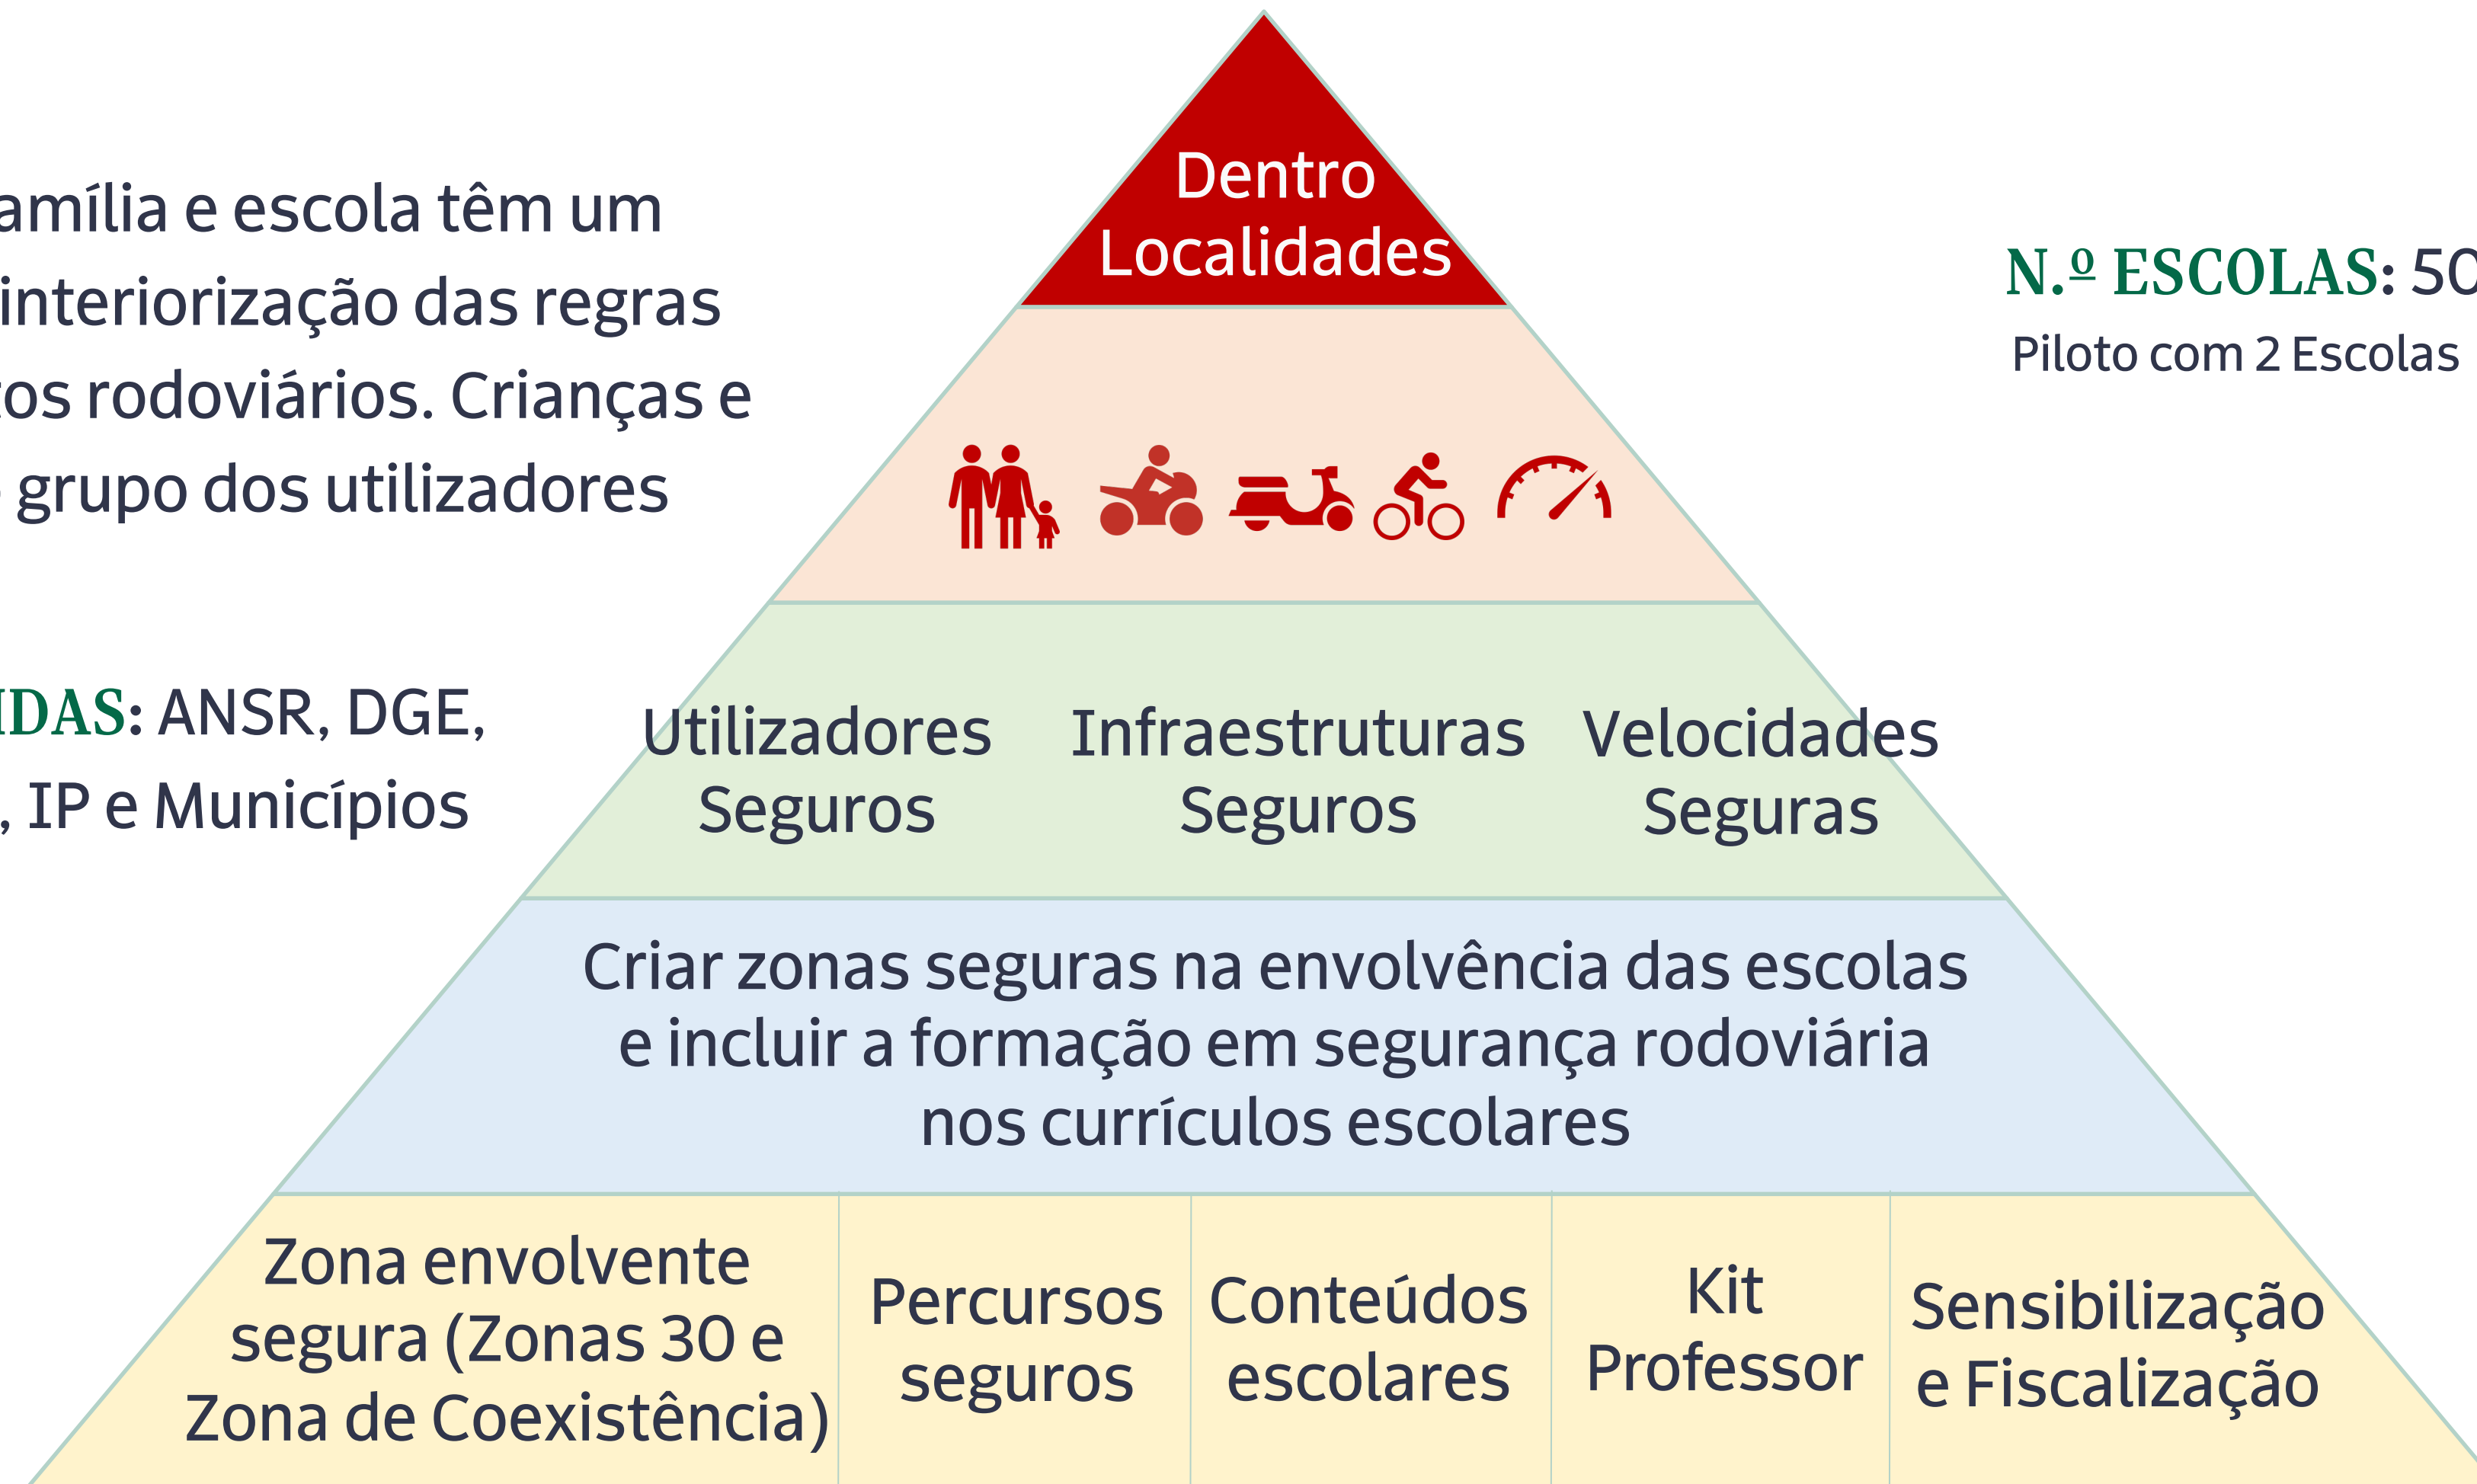 família e escola têm um
interiorização das regras
rodoviários. Crianças e
grupo dos utilizadores
IDAS: ANSR, DGE,
, IP e Municípios
Dentro
Localidades
Utilizadores
Seguros
Infraestruturas
Seguros
Velocidades
Seguras
Criar zonas seguras na envolvência das escolas
e incluir a formação em segurança rodoviária
nos currículos escolares
Zona envolvente
segura (Zonas 30 e
Zona de Coexistência)
Percursos
seguros
Conteúdos
escolares
Kit
Professor
Sensibilização
e Fiscalização
N.º ESCOLAS: 50
Piloto com 2 Escolas